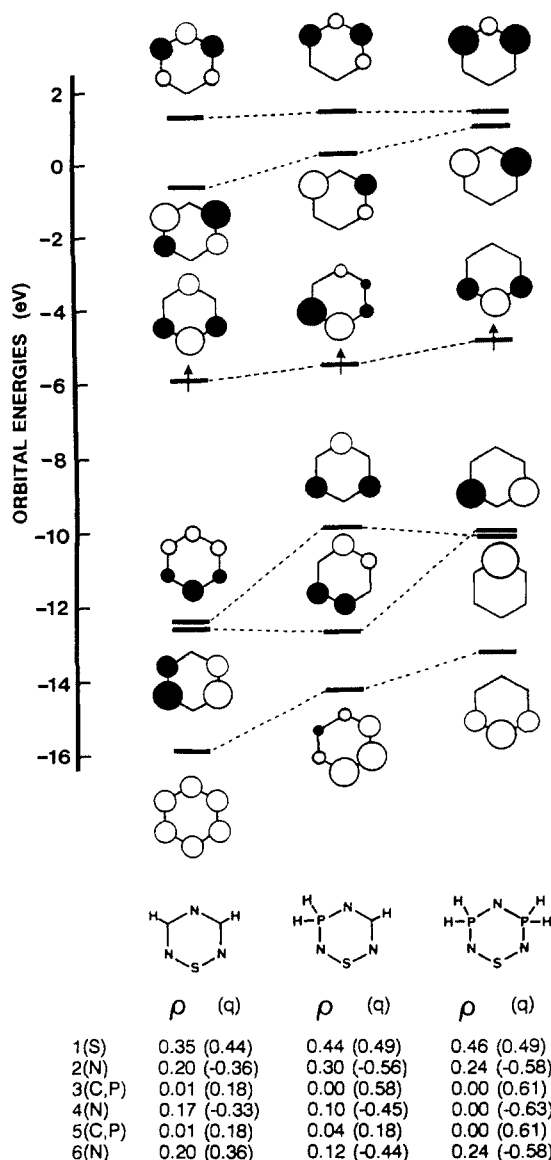 ORBITAL ENERGIES (eV)
2
0
-2
-4
-6
-8
-10
-12
-14
-16
H N H
N N
S
H
H-P N H
N N
S
H N H
H-P P-H
N N
S
ρ (q) ρ (q) ρ (q)
1(S) 0.35 (0.44) 0.44 (0.49) 0.46 (0.49)
2(N) 0.20 (-0.36) 0.30 (-0.56) 0.24 (-0.58)
3(C,P) 0.01 (0.18) 0.00 (0.58) 0.00 (0.61)
4(N) 0.17 (-0.33) 0.10 (-0.45) 0.00 (-0.63)
5(C,P) 0.01 (0.18) 0.04 (0.18) 0.00 (0.61)
6(N) 0.20 (0.36) 0.12 (-0.44) 0.24 (-0.58)